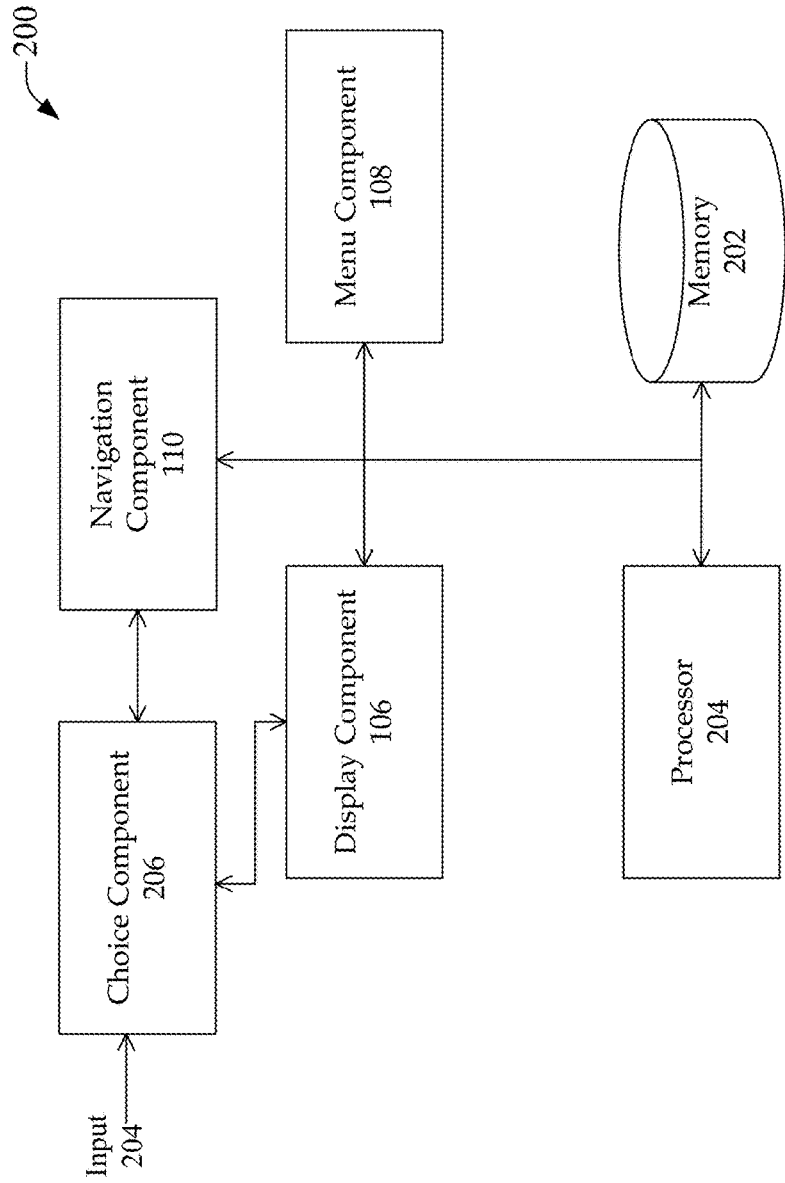 200
Input
204
Choice Component
206
Navigation
Component
110
Display Component
106
Menu Component
108
Processor
204
Memory
202